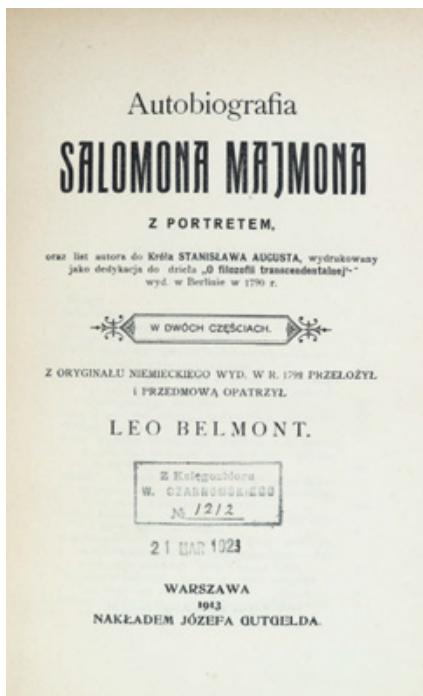 Autobiografia
SALOMONA MAJMONA
Z PORTRETEM,
oraz list autora do Króla STANISŁAWA AUGUSTA, wydrukowany
jako dedykacja do dzieła „O filozofii transcendentalnej“
wyd. w Berlinie w 1790 r.
W DWÓCH CZĘŚCIACH.
Z ORYGINAŁU NIEMIECKIEGO WYD. W R. 1792 PRZEŁOŻYŁ
I PRZEDMOWĄ OPATRZYŁ
LEO BELMONT.
Z Księgozbioru
W. CZABROWSKIEGO
№ 1212
21 MAR 1923
WARSZAWA
1913
NAKŁADEM JÓZEFA GUTGELDA.